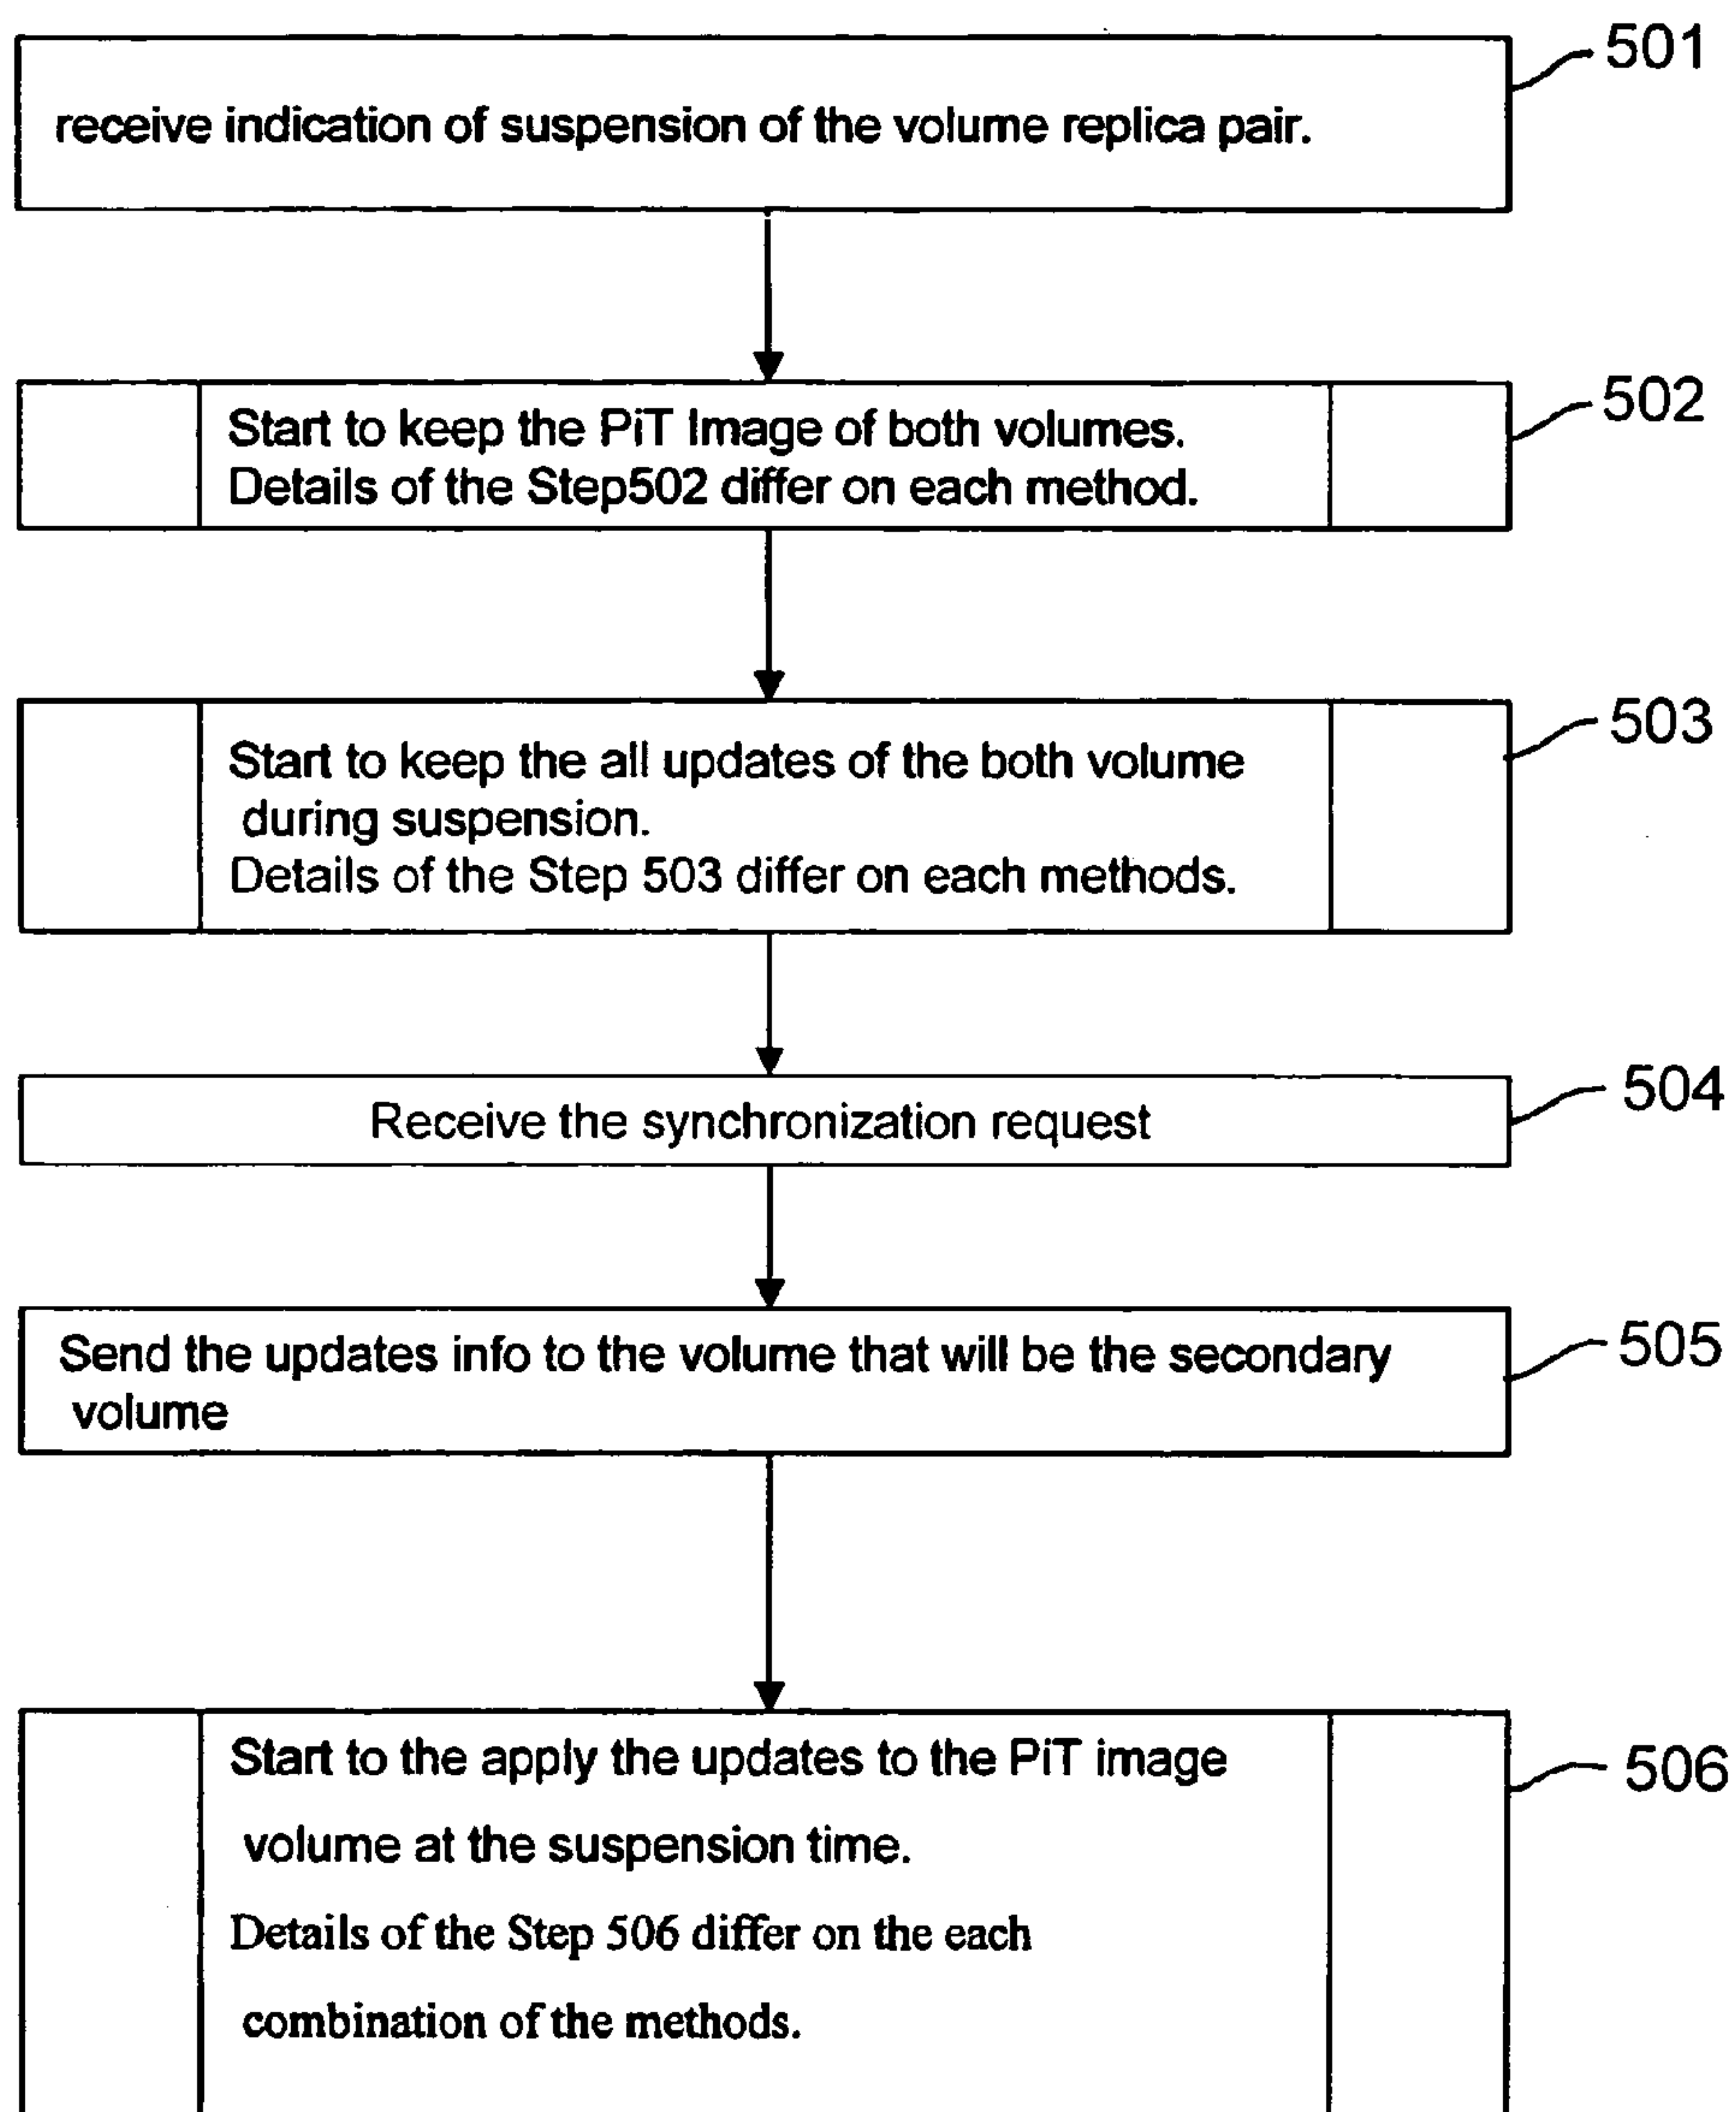 501
receive indication of suspension of the volume replica pair.
502
Start to keep the PiT Image of both volumes.
Details of the Step502 differ on each method.
503
Start to keep the all updates of the both volume
during suspension.
Details of the Step 503 differ on each methods.
504
Receive the synchronization request
505
Send the updates info to the volume that will be the secondary
volume
506
Start to the apply the updates to the PiT image
volume at the suspension time.
Details of the Step 506 differ on the each
combination of the methods.